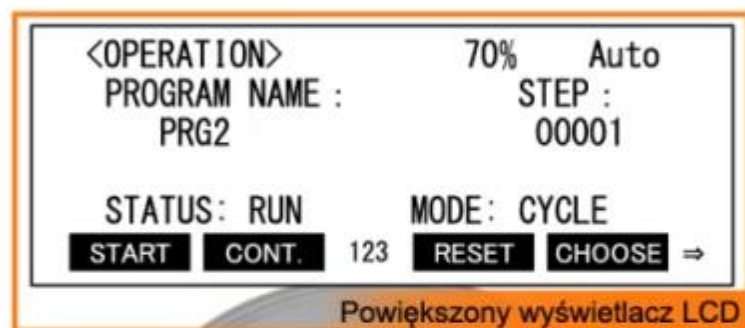 <OPERATION> 70% Auto
PROGRAM NAME : STEP :
PRG2 00001
STATUS: RUN MODE: CYCLE
START CONT. 123 RESET CHOOSE ⇒
Powiększony wyświetlacz LCD